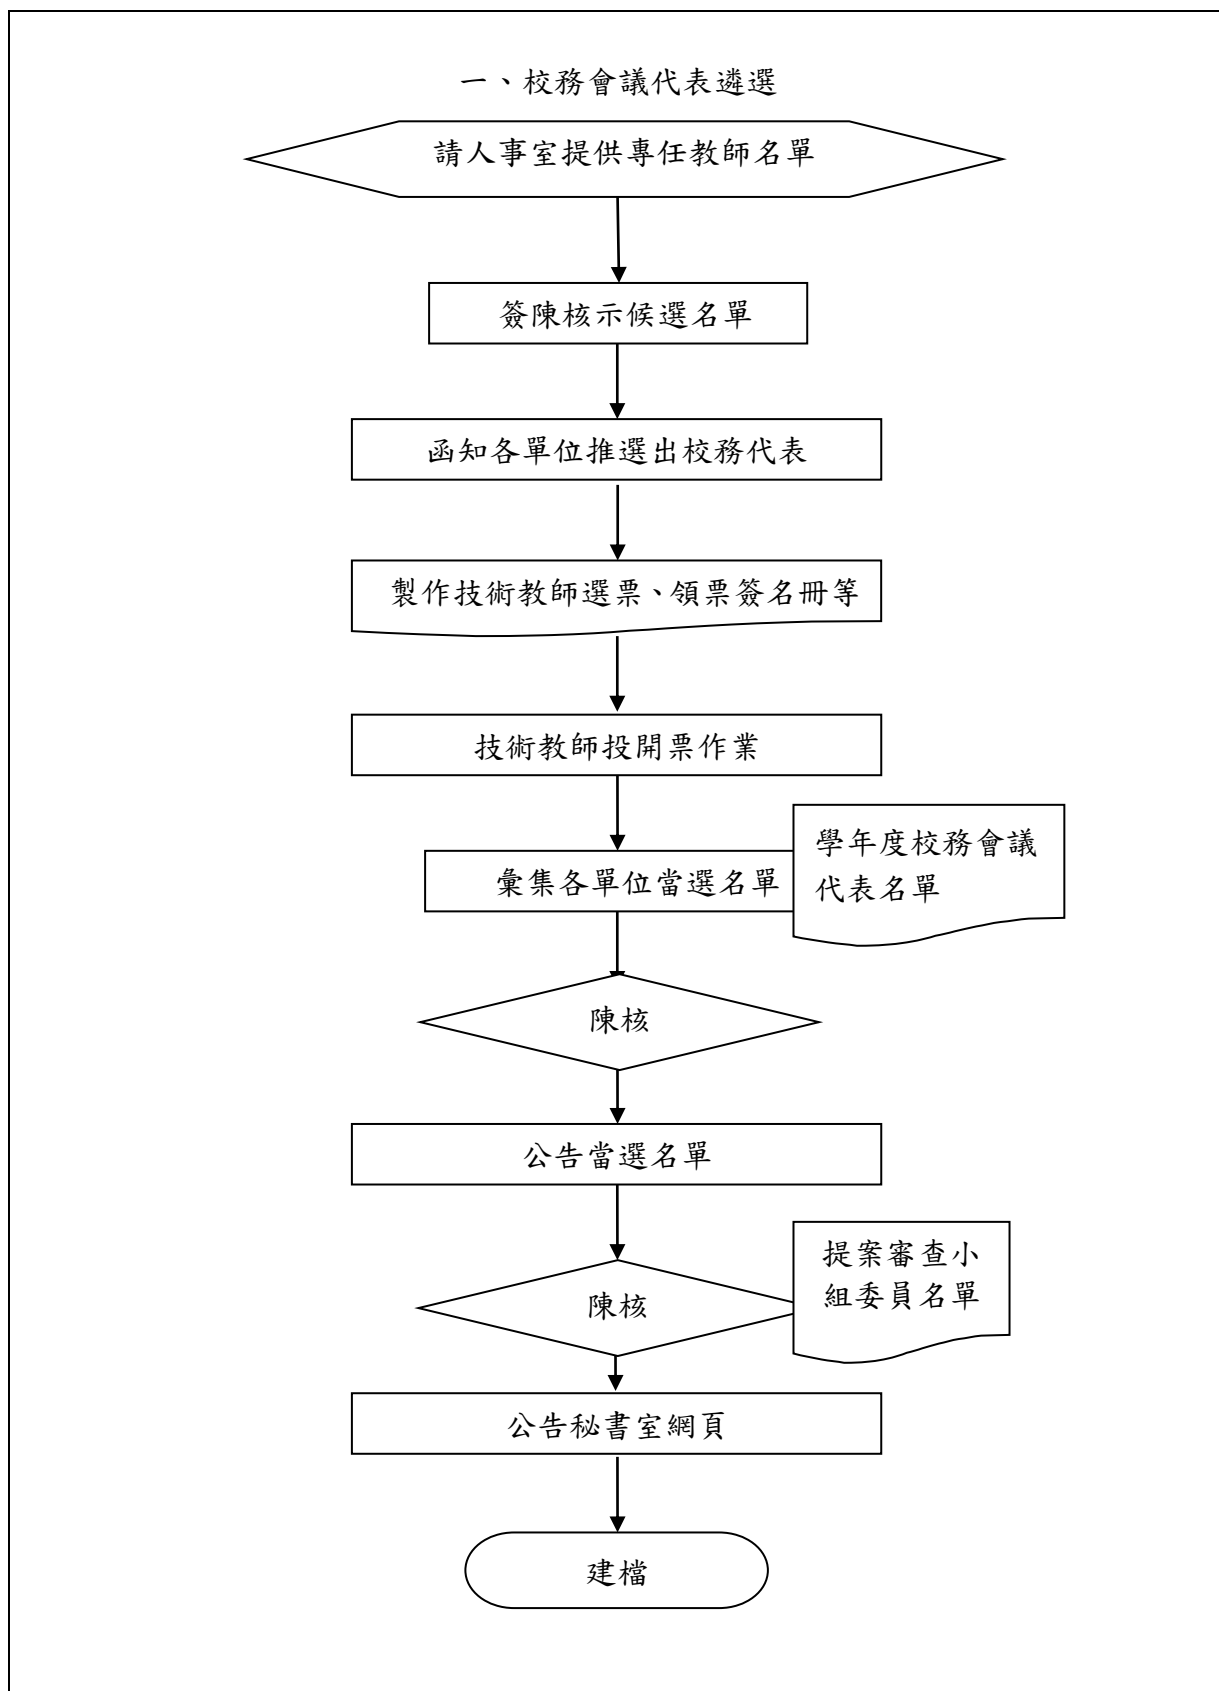 一、校務會議代表遴選
請人事室提供專任教師名單
簽陳核示候選名單
函知各單位推選出校務代表
製作技術教師選票、領票簽名冊等
技術教師投開票作業
彙集各單位當選名單
學年度校務會議
代表名單
陳核
公告當選名單
陳核
提案審查小
組委員名單
公告秘書室網頁
建檔